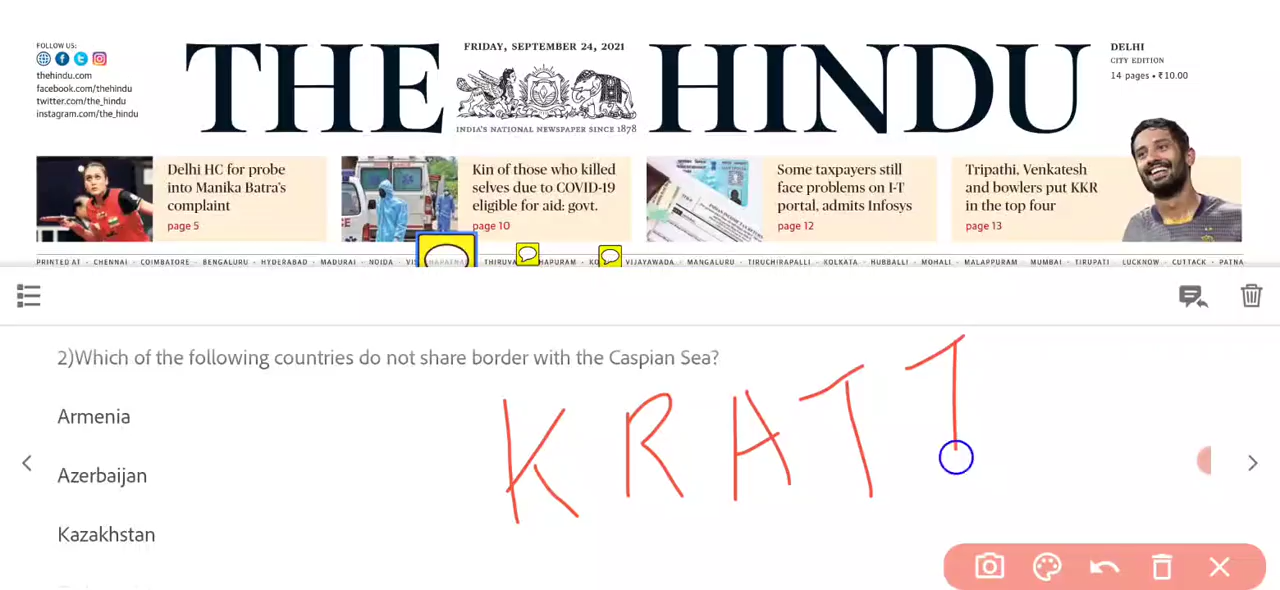 FOLLOW US:
thehindu.com
facebook.com/thehindu
twitter.com/the_hindu
instagram.com/the_hindu
THE HINDU
FRIDAY, SEPTEMBER 24, 2021
INDIA'S NATIONAL NEWSPAPER SINCE 1878
DELHI
CITY EDITION
14 pages • ₹10.00
Delhi HC for probe
into Manika Batra's
complaint
page 5
Kin of those who killed
selves due to COVID-19
eligible for aid: govt.
page 10
Some taxpayers still
face problems on I-T
portal, admits Infosys
page 12
Tripathi, Venkatesh
and bowlers put KKR
in the top four
page 13
PRINTED AT • CHENNAI • COIMBATORE • BENGALURU • HYDERABAD • MADURAI • NOIDA • VIJAYAWADA • MANGALURU • TIRUCHIRAPALLI • KOLKATA • HUBBALLI • MOHALI • MALAPPURAM • MUMBAI • TIRUPATI LUCKNOW • CUTTACK • PATNA
2)Which of the following countries do not share border with the Caspian Sea?
K R A T
Armenia
Azerbaijan
Kazakhstan